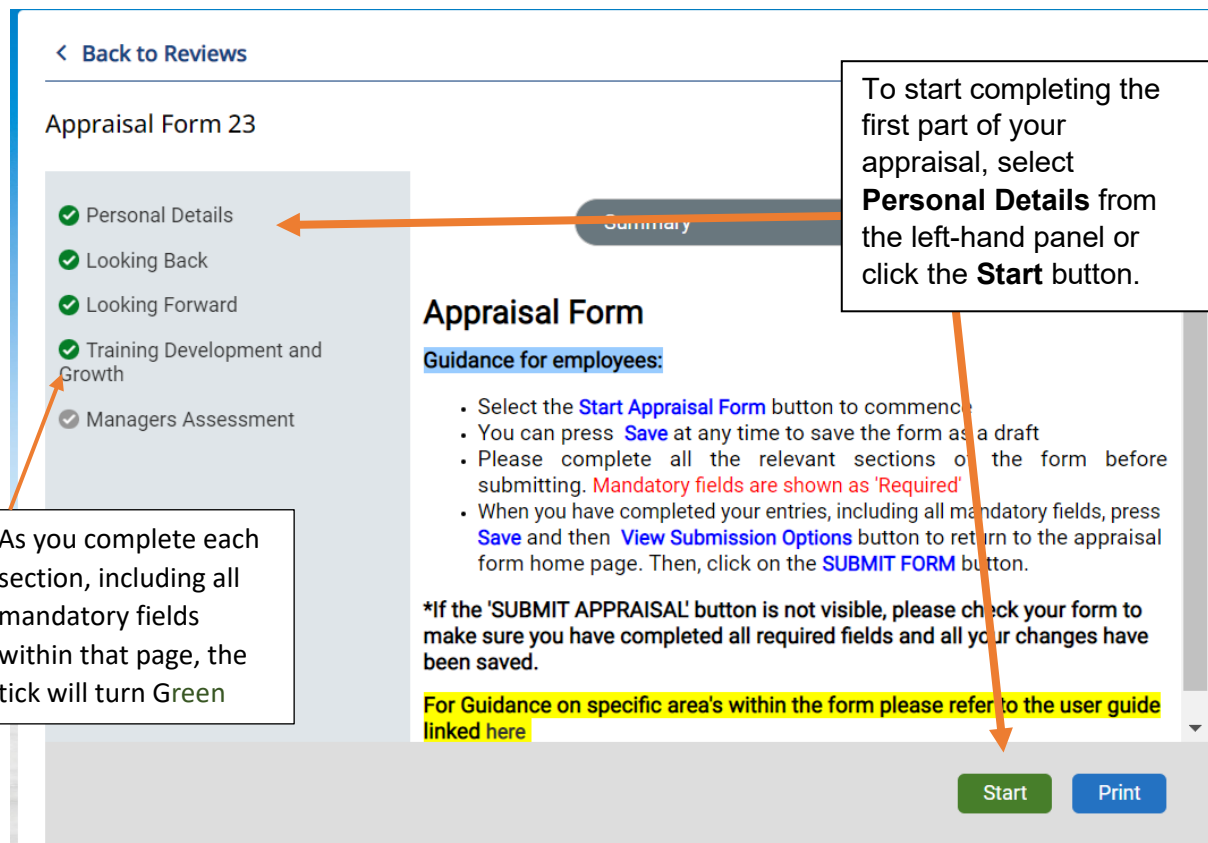 < Back to Reviews
Appraisal Form 23
To start completing the
first part of your
appraisal, select
Personal Details from
the left-hand panel or
click the Start button.
Personal Details
Looking Back
Looking Forward
Training Development and
Growth
Managers Assessment
Summary
Appraisal Form
Guidance for employees:
• Select the Start Appraisal Form button to commence
• You can press Save at any time to save the form as a draft
• Please complete all the relevant sections of the form before
submitting. Mandatory fields are shown as 'Required'
• When you have completed your entries, including all mandatory fields, press
Save and then View Submission Options button to return to the appraisal
form home page. Then, click on the SUBMIT FORM button.
*If the 'SUBMIT APPRAISAL' button is not visible, please check your form to
make sure you have completed all required fields and all your changes have
been saved.
For Guidance on specific area's within the form please refer to the user guide
linked here
As you complete each
section, including all
mandatory fields
within that page, the
tick will turn Green
Start
Print